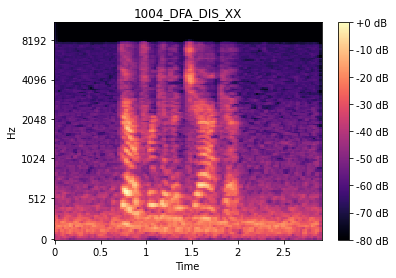 1004_DFA_DIS_XX
+0 dB
8192
-10 dB
4096
-20 dB
-30 dB
2048
Hz
-40 dB
1024
-50 dB
512
-60 dB
-70 dB
0
-80 dB
0 0.5 1 1.5 2 2.5
Time